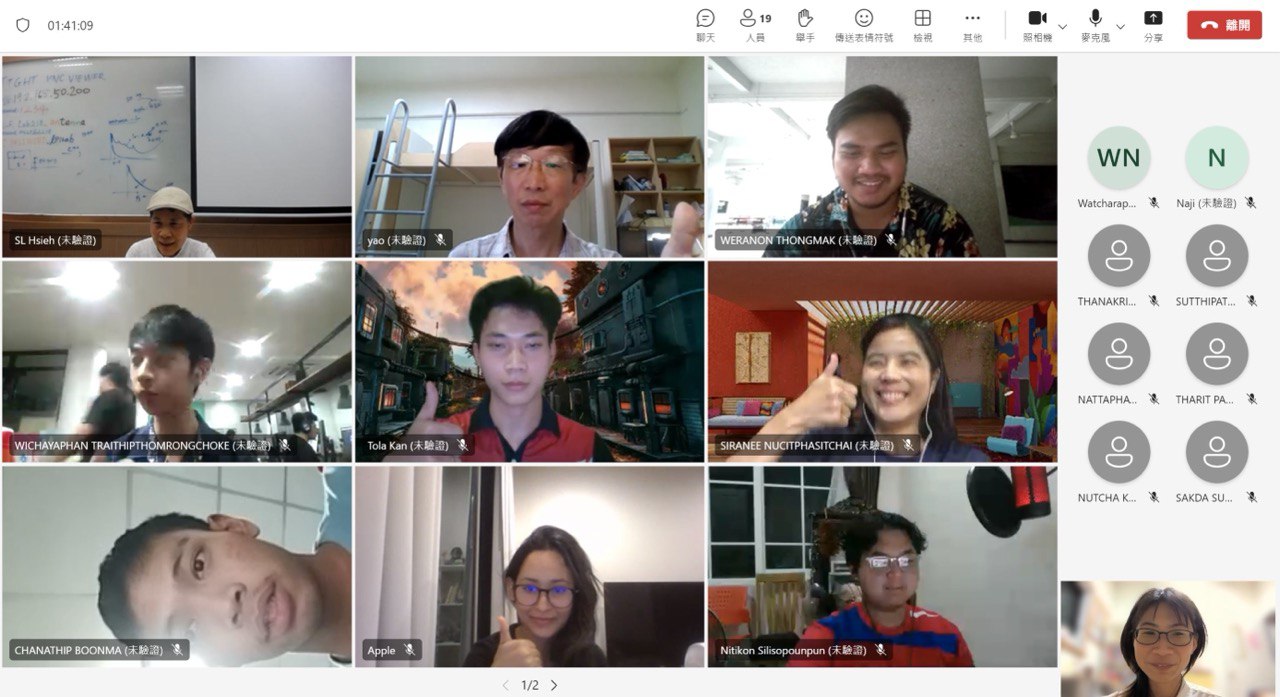 01:41:09
聊天
19
人員
舉手
傳送表情符號
檢視
其他
照相機
麥克風
分享
離開
TIGHT VNC VIEWER
SL Hsieh (未驗證)
yao (未驗證)
WERANON THONGMAK (未驗證)
WN
Watcharap...
N
Naji (未驗證)
THANAKRI...
SUTTHIPAT...
WICHAYAPHAN TRAITHIPTHOMRONGCHOKE (未驗證)
Tola Kan (未驗證)
SIRANEE NUCITPHASITCHAI (未驗證)
NATTAPHA...
THARIT PA...
NUTCHA K...
SAKDA SU...
CHANATHIP BOONMA (未驗證)
Apple
Nitikon Silisopounpun (未驗證)
1/2